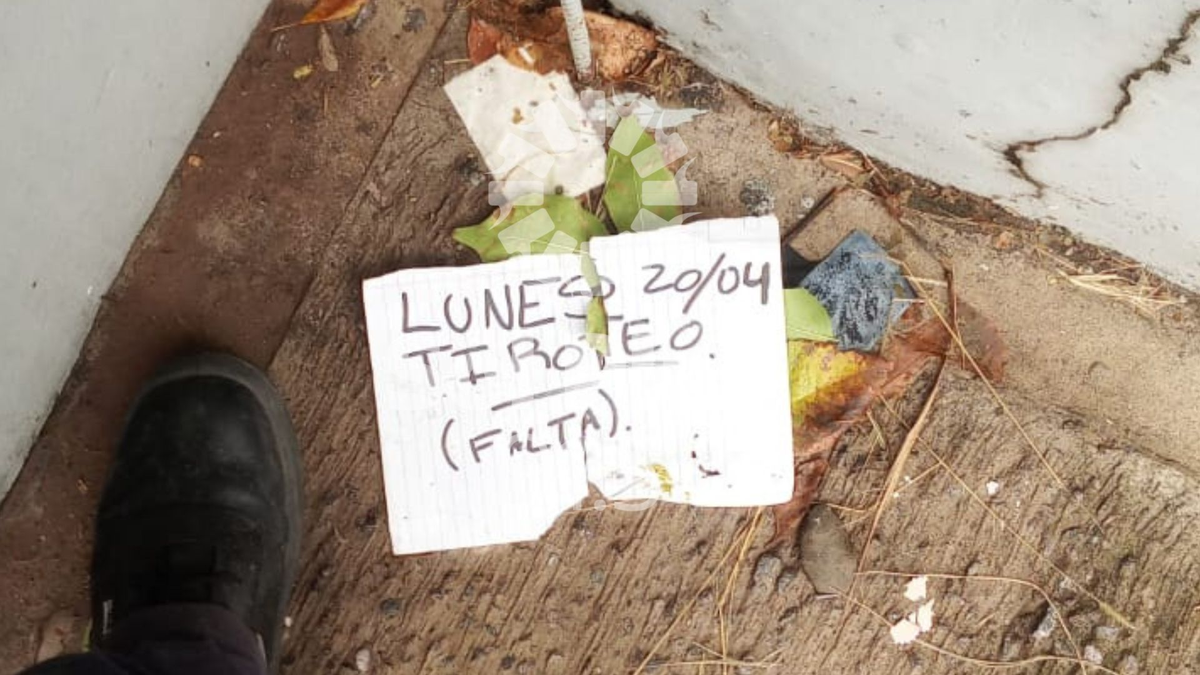 LUNES 20/04
TIROTEO.
(FALTA).